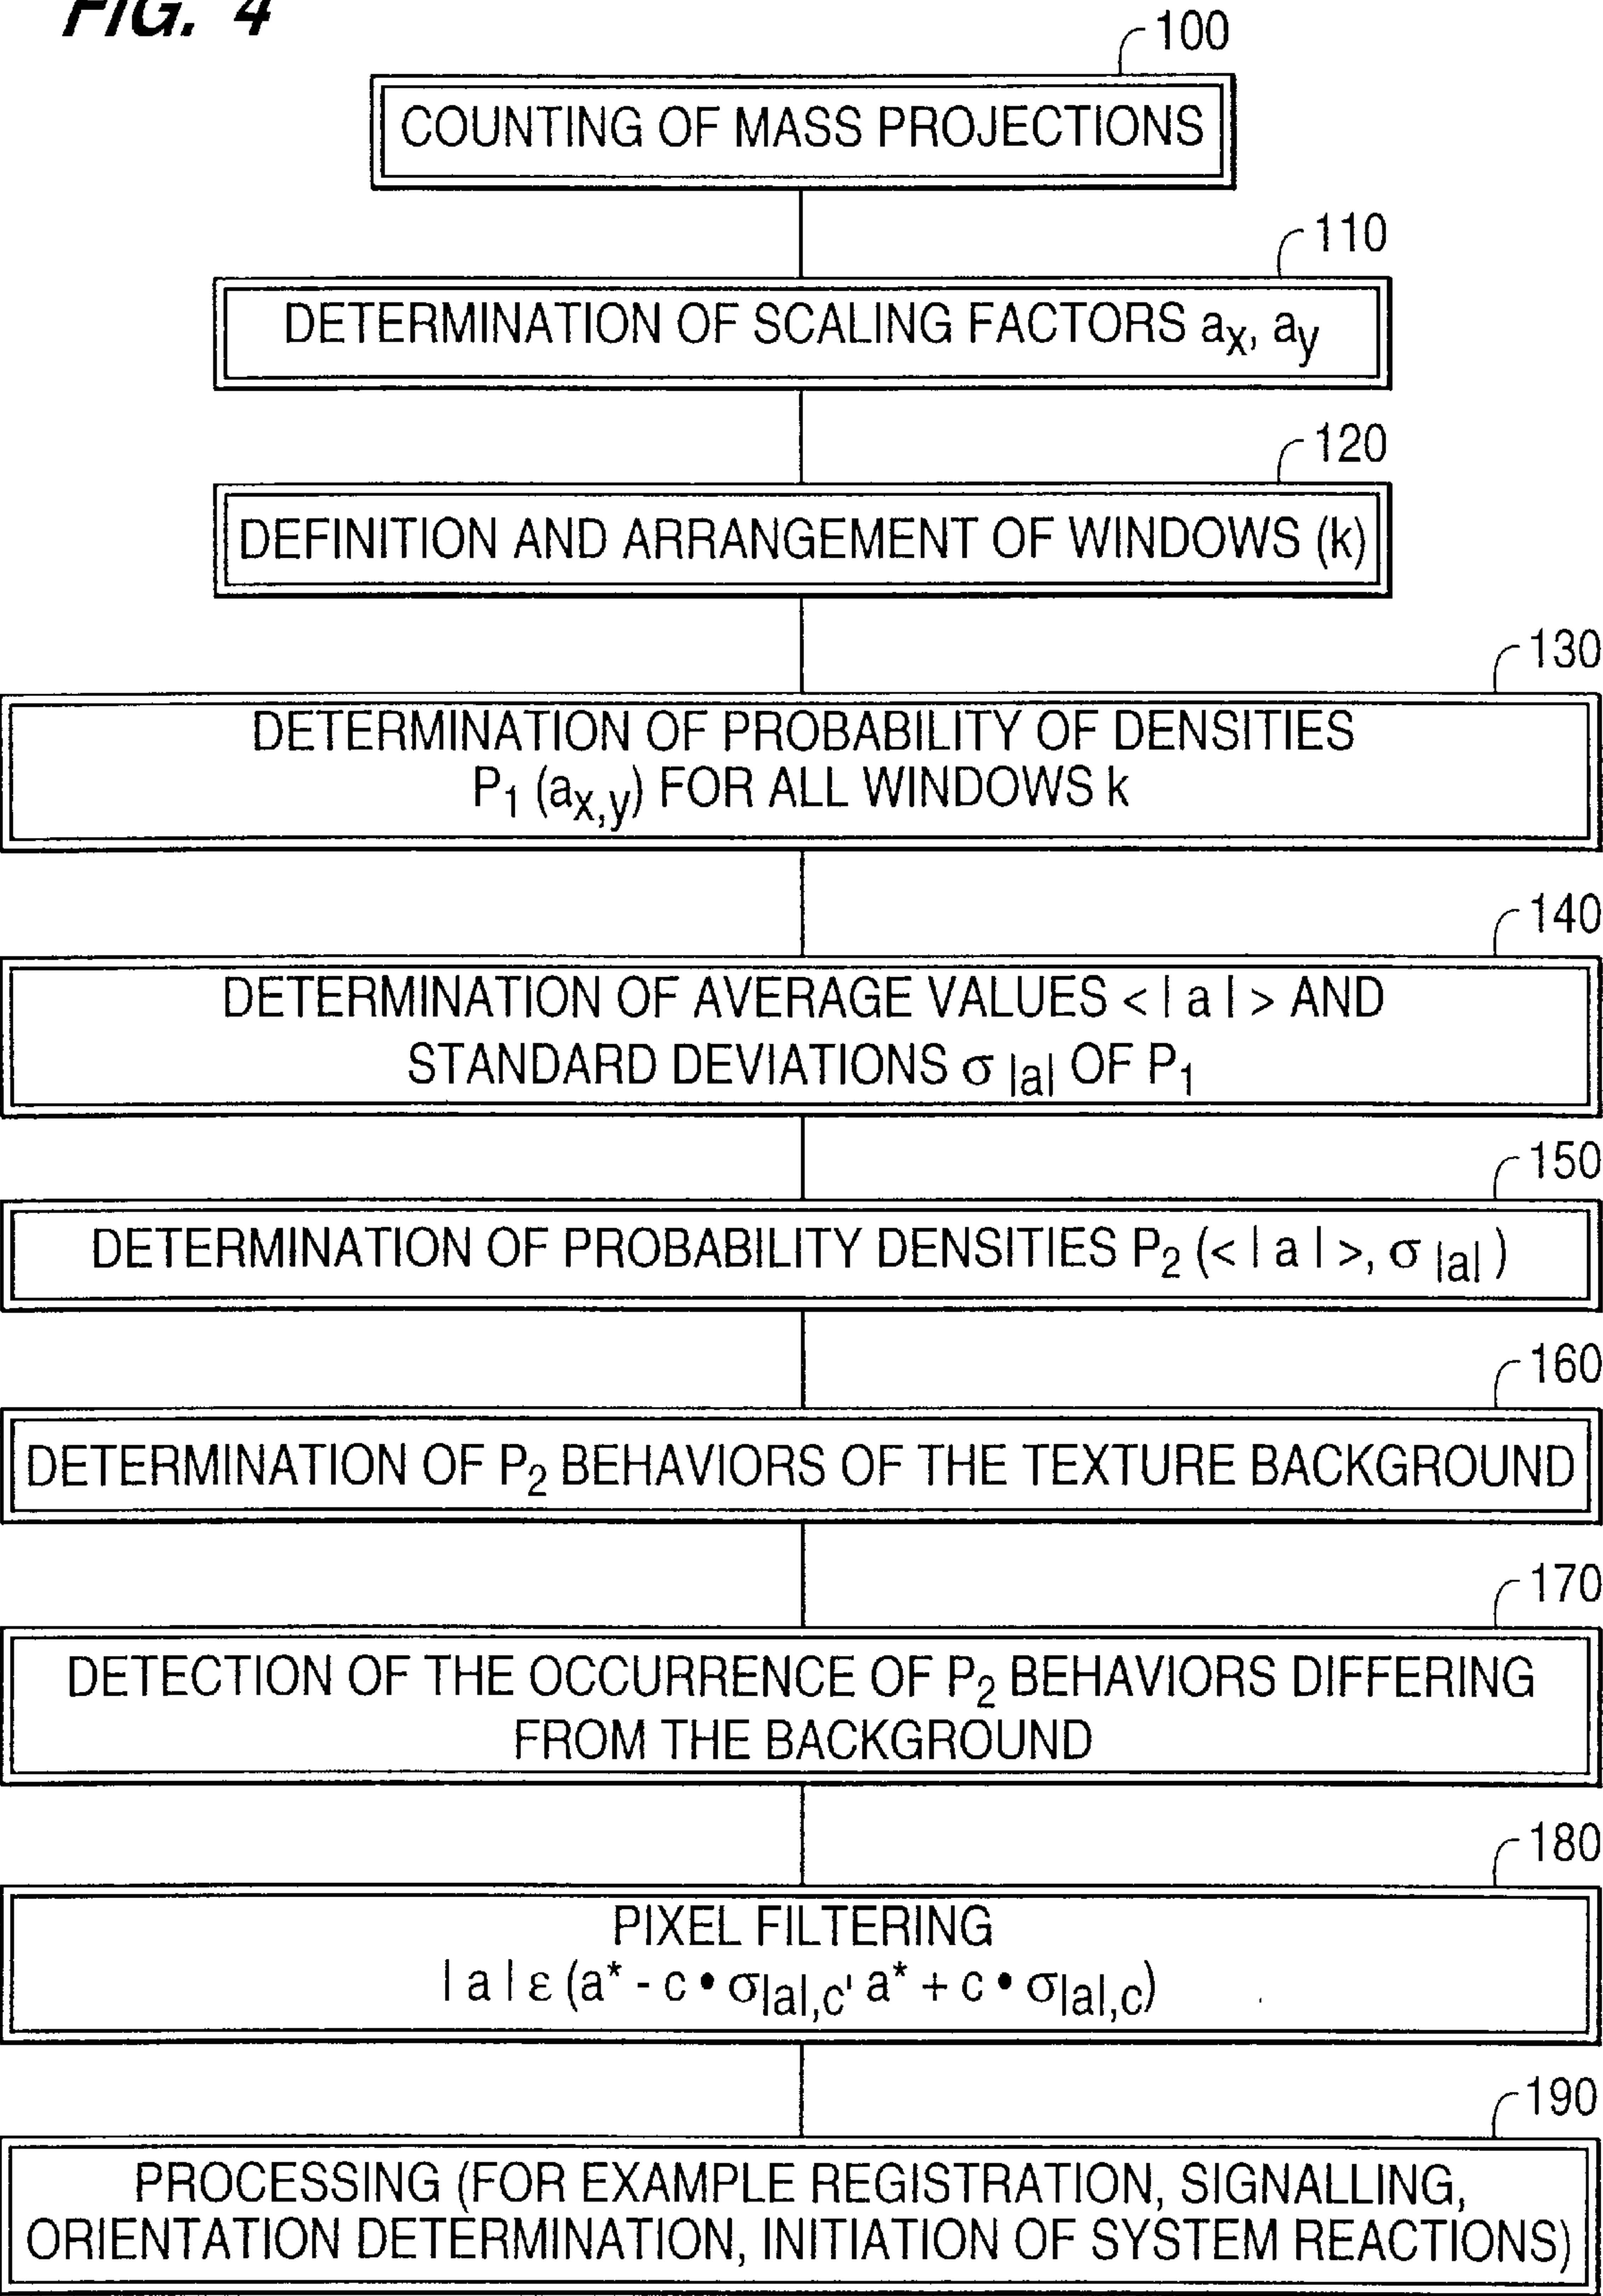 FIG. 4
100
COUNTING OF MASS PROJECTIONS
110
DETERMINATION OF SCALING FACTORS aₓ, a_y
120
DEFINITION AND ARRANGEMENT OF WINDOWS (k)
130
DETERMINATION OF PROBABILITY OF DENSITIES
P₁ (a_x,y) FOR ALL WINDOWS k
140
DETERMINATION OF AVERAGE VALUES < | a | > AND
STANDARD DEVIATIONS σ |a| OF P₁
150
DETERMINATION OF PROBABILITY DENSITIES P₂ (< | a | >, σ |a| )
160
DETERMINATION OF P₂ BEHAVIORS OF THE TEXTURE BACKGROUND
170
DETECTION OF THE OCCURRENCE OF P₂ BEHAVIORS DIFFERING
FROM THE BACKGROUND
180
PIXEL FILTERING
| a | ε (a* - c • σ|a|,c' a* + c • σ|a|,c)
190
PROCESSING (FOR EXAMPLE REGISTRATION, SIGNALLING,
ORIENTATION DETERMINATION, INITIATION OF SYSTEM REACTIONS)